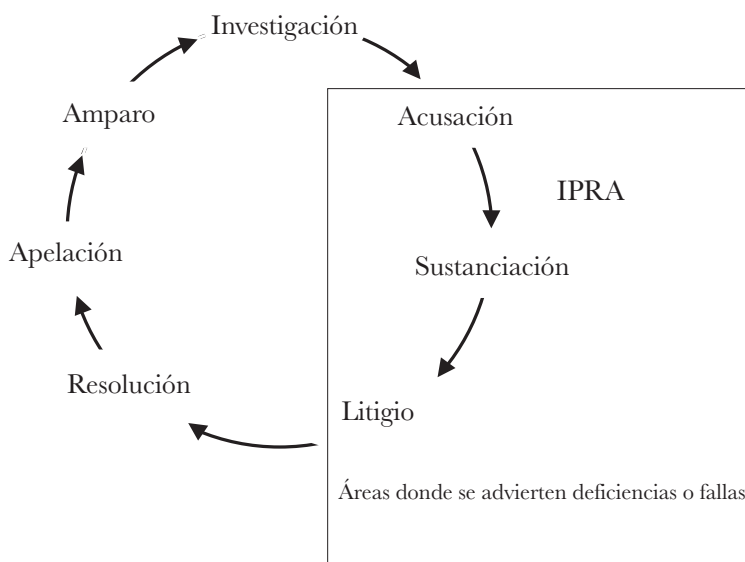 Investigación
Amparo
Acusación
IPRA
Apelación
Sustanciación
Resolución
Litigio
Áreas donde se advierten deficiencias o fallas